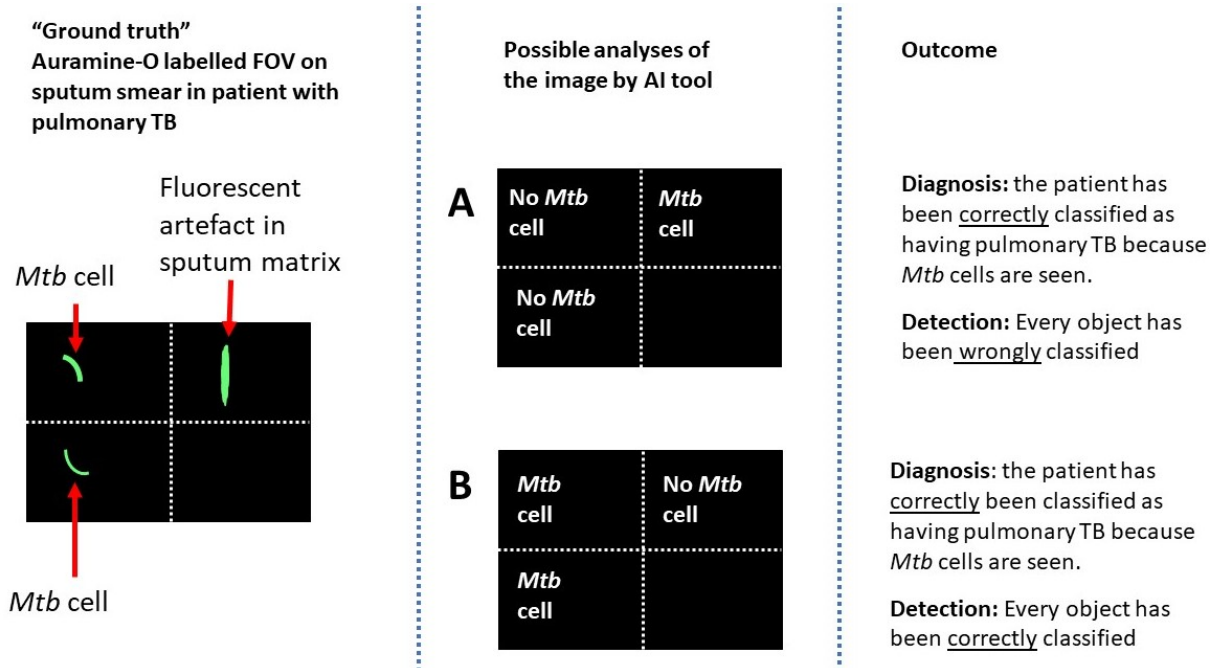 “Ground truth”
Auramine-O labelled FOV on
sputum smear in patient with
pulmonary TB
Fluorescent
artefact in
sputum matrix
Mtb cell
Mtb cell
Possible analyses of
the image by AI tool
A
No Mtb
cell
Mtb
cell
No Mtb
cell
B
Mtb
cell
No Mtb
cell
Mtb
cell
Outcome
Diagnosis: the patient has
been correctly classified as
having pulmonary TB because
Mtb cells are seen.
Detection: Every object has
been wrongly classified
Diagnosis: the patient has
correctly been classified as
having pulmonary TB because
Mtb cells are seen.
Detection: Every object has
been correctly classified